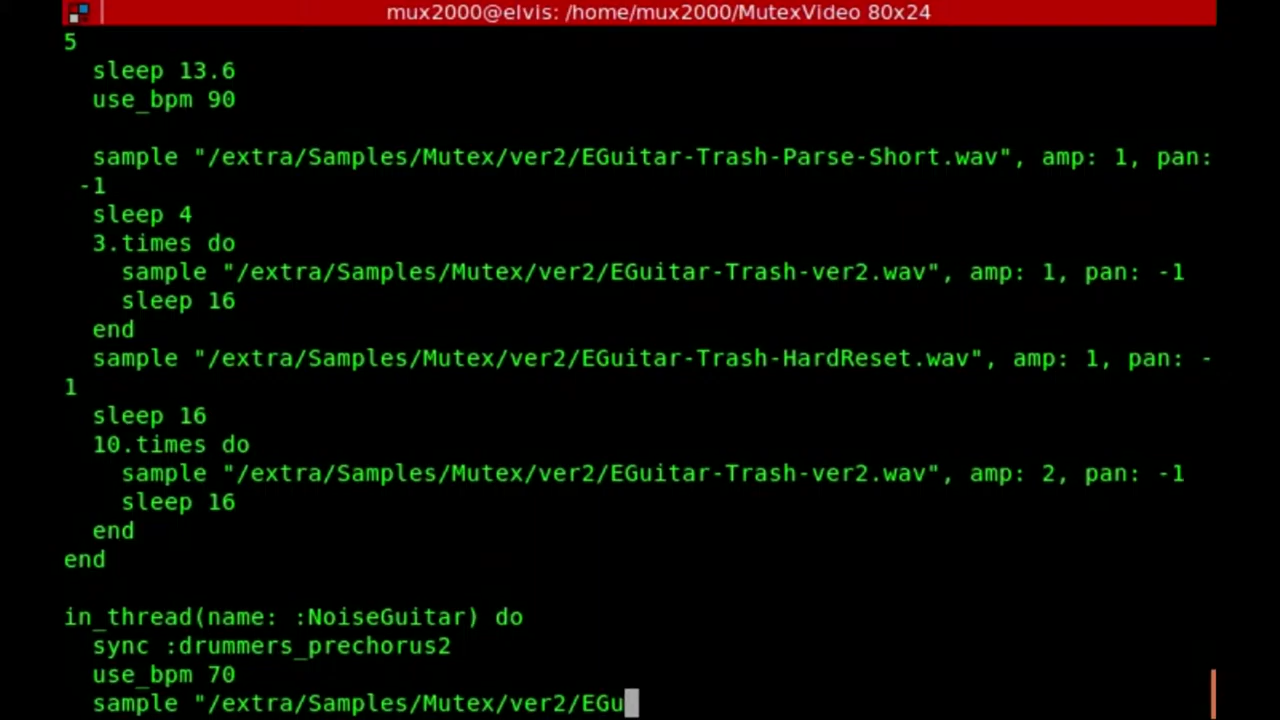 mux2000@elvis: /home/mux2000/MutexVideo 80x24
5
  sleep 13.6
  use_bpm 90

  sample "/extra/Samples/Mutex/ver2/EGuitar-Trash-Parse-Short.wav", amp: 1, pan:
 -1
  sleep 4
  3.times do
    sample "/extra/Samples/Mutex/ver2/EGuitar-Trash-ver2.wav", amp: 1, pan: -1
    sleep 16
  end
  sample "/extra/Samples/Mutex/ver2/EGuitar-Trash-HardReset.wav", amp: 1, pan: -
1
  sleep 16
  10.times do
    sample "/extra/Samples/Mutex/ver2/EGuitar-Trash-ver2.wav", amp: 2, pan: -1
    sleep 16
  end
end

in_thread(name: :NoiseGuitar) do
  sync :drummers_prechorus2
  use_bpm 70
  sample "/extra/Samples/Mutex/ver2/EGu